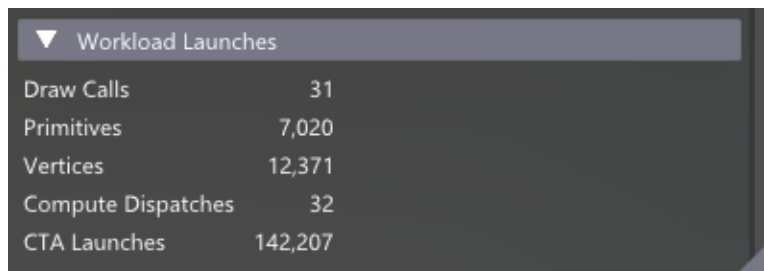 Workload Launches
Draw Calls 31
Primitives 7,020
Vertices 12,371
Compute Dispatches 32
CTA Launches 142,207